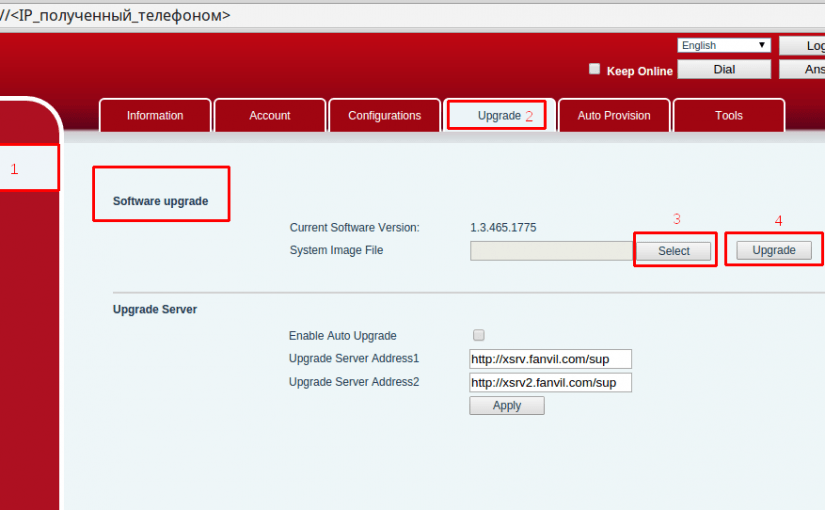 //<IP_полученный_телефоном>
English
Keep Online
Dial
Information
Account
Configurations
Upgrade 2
Auto Provision
Tools
1
Software upgrade
3
4
Current Software Version: 1.3.465.1775
System Image File
Select
Upgrade
Upgrade Server
Enable Auto Upgrade
Upgrade Server Address1 http://xsrv.fanvil.com/sup
Upgrade Server Address2 http://xsrv2.fanvil.com/sup
Apply